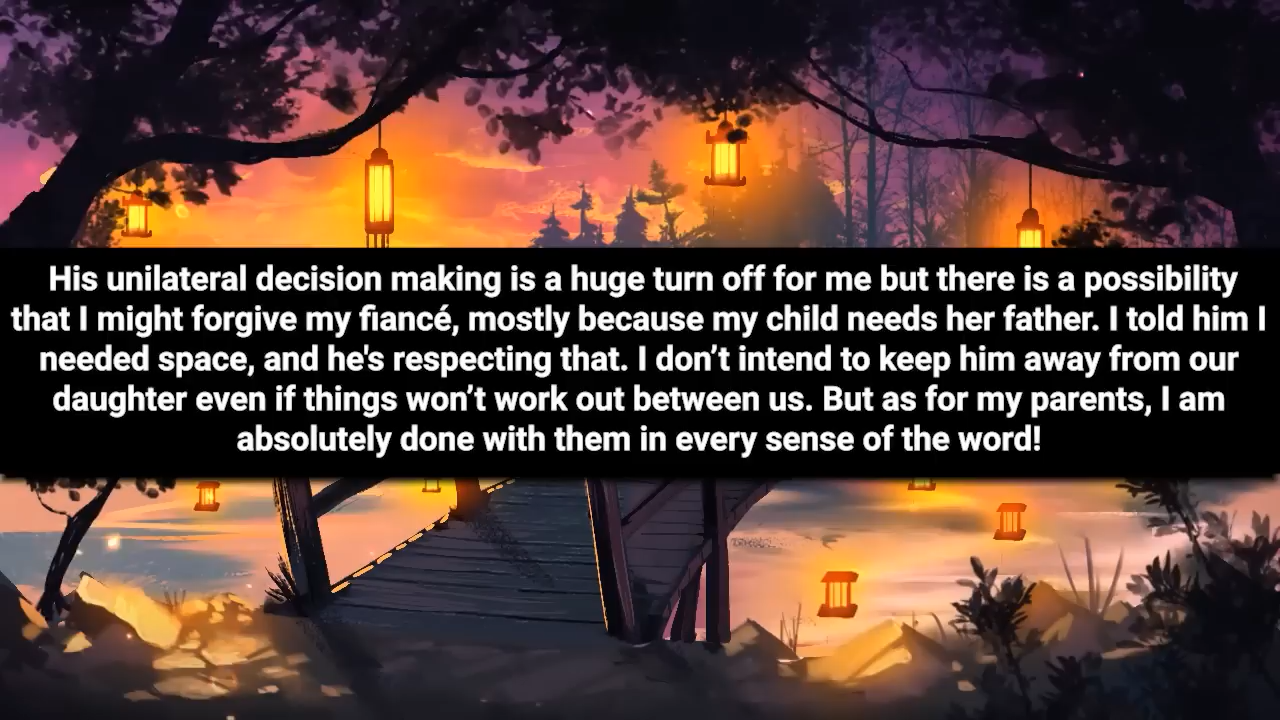 His unilateral decision making is a huge turn off for me but there is a possibility
that I might forgive my fiancé, mostly because my child needs her father. I told him I
needed space, and he's respecting that. I don’t intend to keep him away from our
daughter even if things won’t work out between us. But as for my parents, I am
absolutely done with them in every sense of the word!